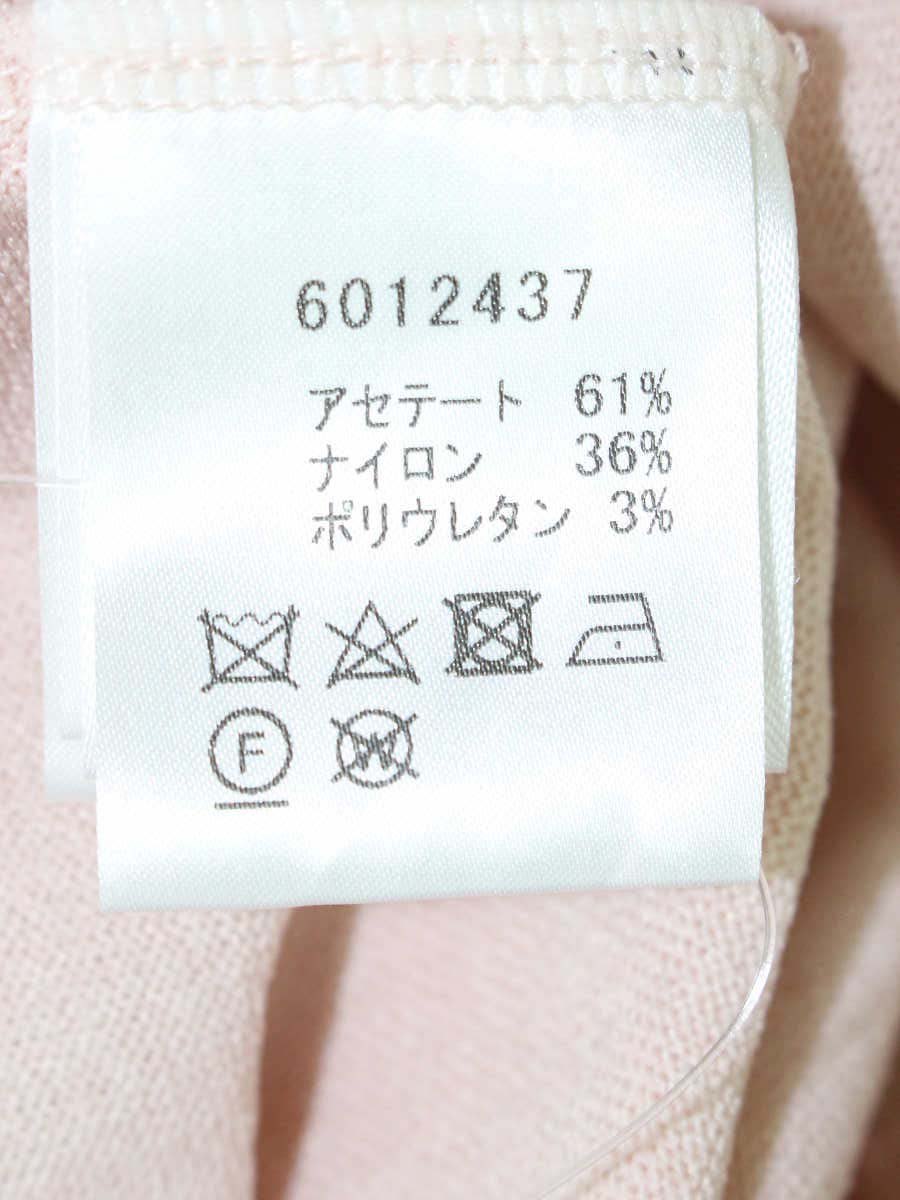 6012437
アセテート 61%
ナイロン 36%
ポリウレタン 3%
F W